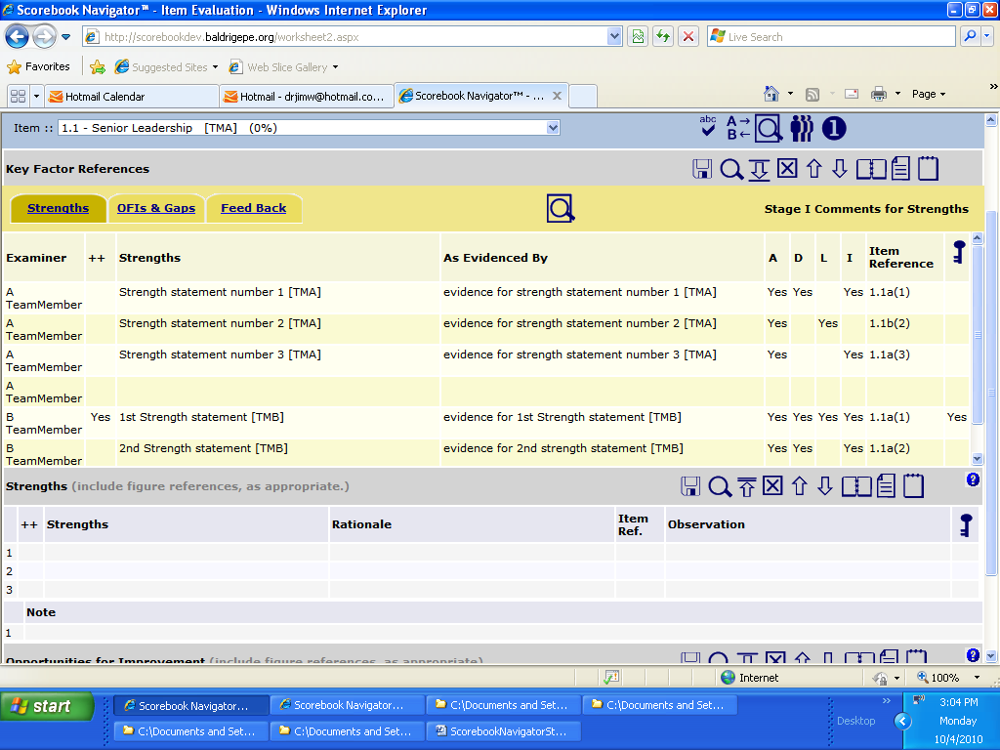 Scorebook Navigator™ - Item Evaluation - Windows Internet Explorer
http://scorebookdev.baldrigepe.org/worksheet2.aspx
Live Search
Favorites Suggested Sites Web Slice Gallery
Hotmail Calendar Hotmail - drjimw@hotmail.co... Scorebook Navigator™ - ... Page »
Item :: 1.1 - Senior Leadership [TMA] (0%) abc A B 1
Key Factor References
Strengths OFIs & Gaps Feed Back Stage I Comments for Strengths
Examiner ++ Strengths As Evidenced By A D L I Item Reference
A TeamMember Strength statement number 1 [TMA] evidence for strength statement number 1 [TMA] Yes Yes Yes 1.1a(1)
A TeamMember Strength statement number 2 [TMA] evidence for strength statement number 2 [TMA] Yes Yes 1.1b(2)
A TeamMember Strength statement number 3 [TMA] evidence for strength statement number 3 [TMA] Yes Yes 1.1a(3)
A TeamMember
B TeamMember Yes 1st Strength statement [TMB] evidence for 1st Strength statement [TMB] Yes Yes Yes Yes 1.1a(1) Yes
B TeamMember 2nd Strength statement [TMB] evidence for 2nd strength statement [TMB] Yes Yes Yes 1.1a(2)
Strengths (include figure references, as appropriate.) ?
++ Strengths Rationale Item Ref. Observation
1
2
3
Note
1
Opportunities for Improvement (include figure references, as appropriate) ?
Internet 100%
start Scorebook Navigator... Scorebook Navigator... C:\Documents and Set... C:\Documents and Set... » 3:04 PM
C:\Documents and Set... C:\Documents and Set... ScorebookNavigatorSt... Desktop Monday
10/4/2010